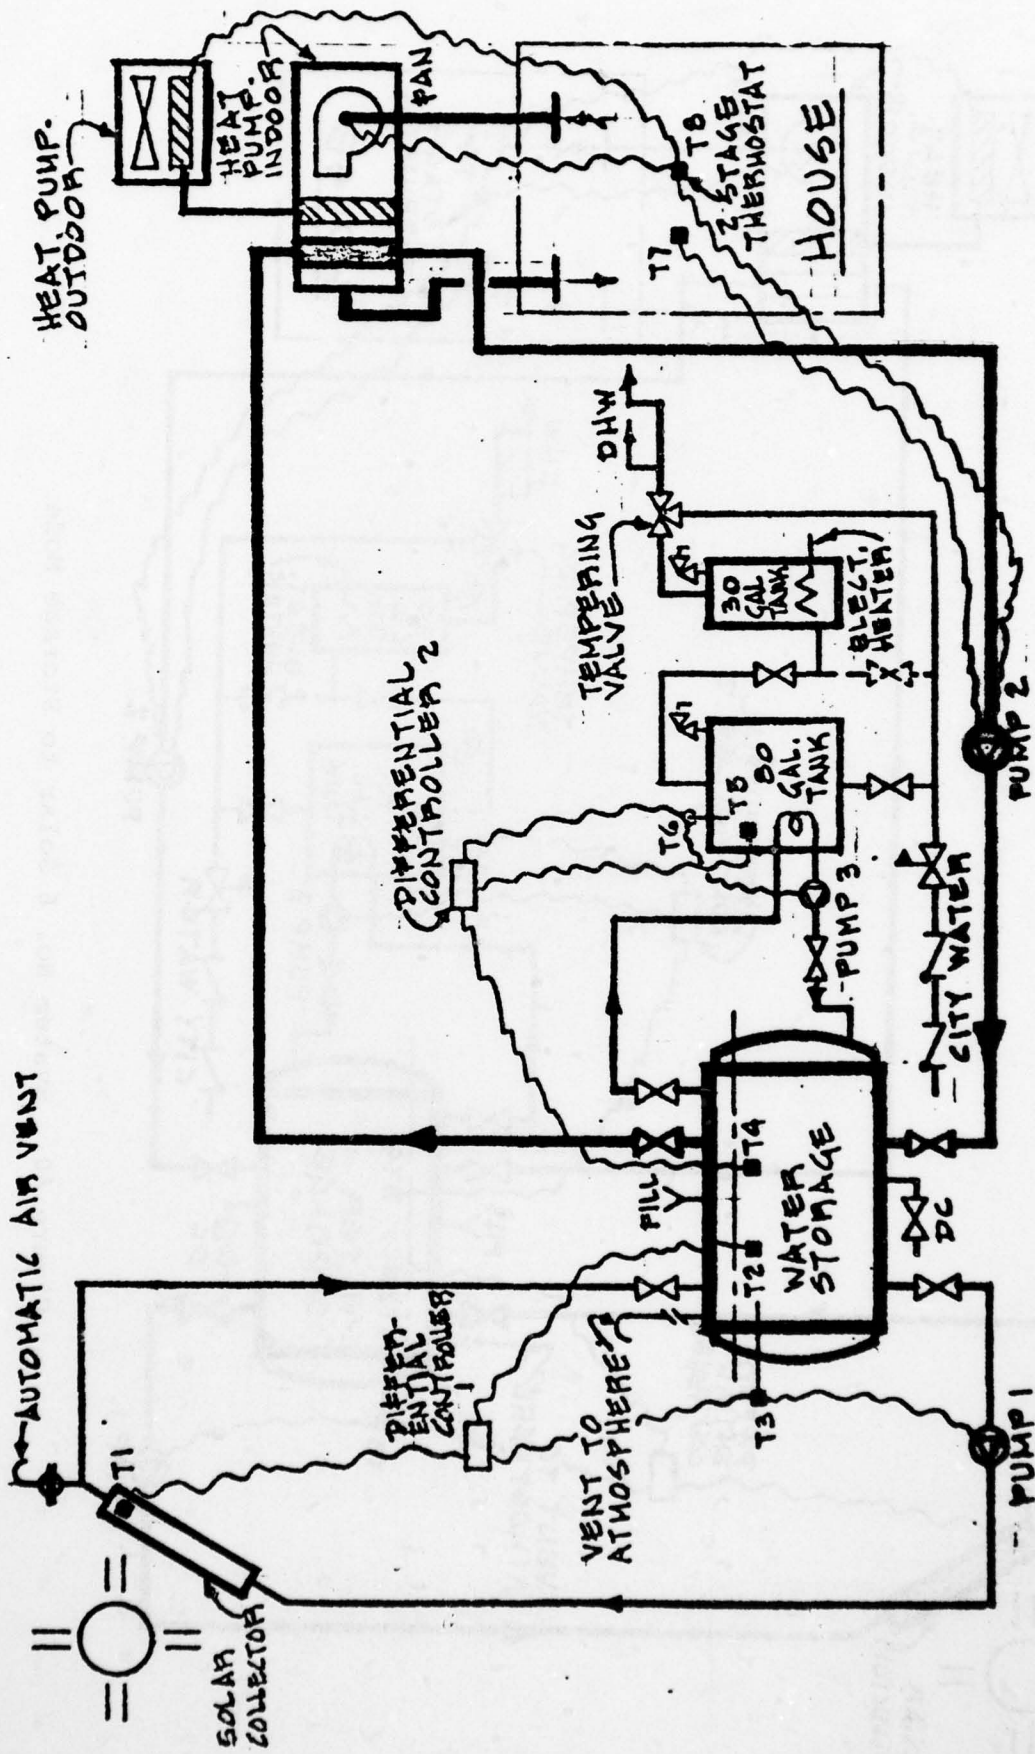 AUTOMATIC AIR VENT
T1
SOLAR
COLLECTOR
DIFFER-
ENTIAL
CONTROLLER
1
VENT TO
ATMOSPHERE
T3
PUMP 1
FILL
T2
T4
WATER
STORAGE
DC
DIFFERENTIAL
CONTROLLER 2
T6
T5
80
GAL.
TANK
PUMP 3
CITY WATER
TEMPERING
VALVE
30
GAL
TANK
ELECT.
HEATER
DHW
PUMP 2
HEAT. PUMP.
OUTDOOR
HEAT
PUMP.
INDOOR
FAN
T7
T8
2 STAGE
THERMOSTAT
HOUSE